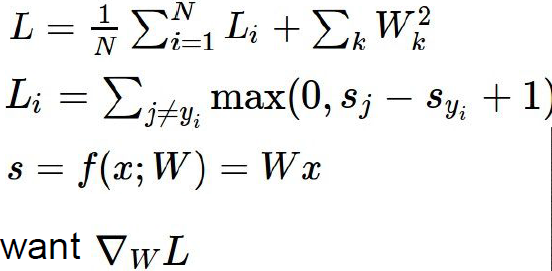 L = \frac{1}{N} \sum_{i=1}^{N} L_i + \sum_k W_k^2
L_i = \sum_{j \neq y_i} \max(0, s_j - s_{y_i} + 1)
s = f(x; W) = Wx
want \nabla_W L